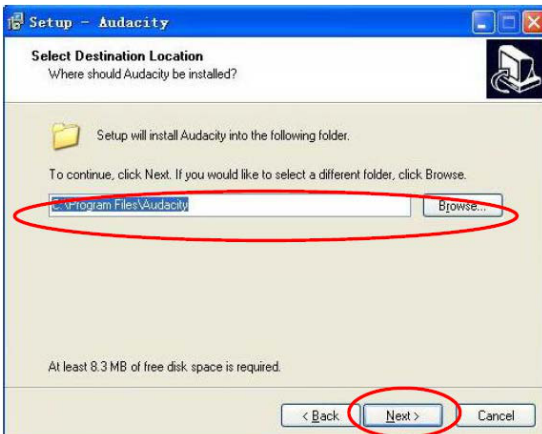 Setup - Audacity
Select Destination Location
Where should Audacity be installed?
Setup will install Audacity into the following folder.
To continue, click Next. If you would like to select a different folder, click Browse.
C:\Program Files\Audacity
Browse...
At least 8.3 MB of free disk space is required.
< Back
Next >
Cancel